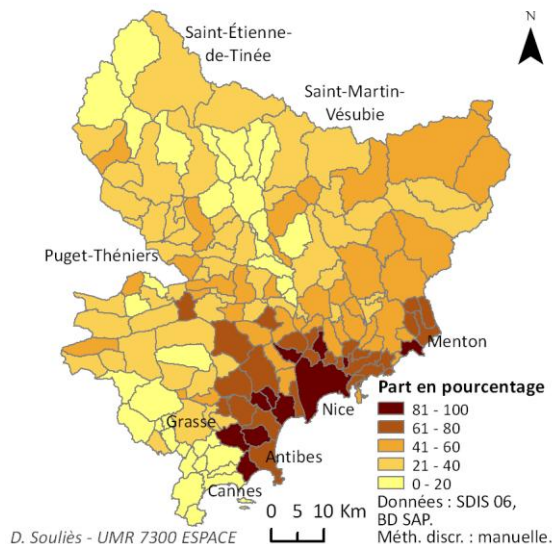 N
Saint-Étienne-
de-Tinée
Saint-Martin-
Vésubie
Puget-Théniers
Menton
Part en pourcentage
81 - 100
61 - 80
41 - 60
21 - 40
0 - 20
Nice
Grasse
Antibes
Cannes
0 5 10 Km
Données : SDIS 06,
BD SAP.
Méth. discr. : manuelle.
D. Souliès - UMR 7300 ESPACE